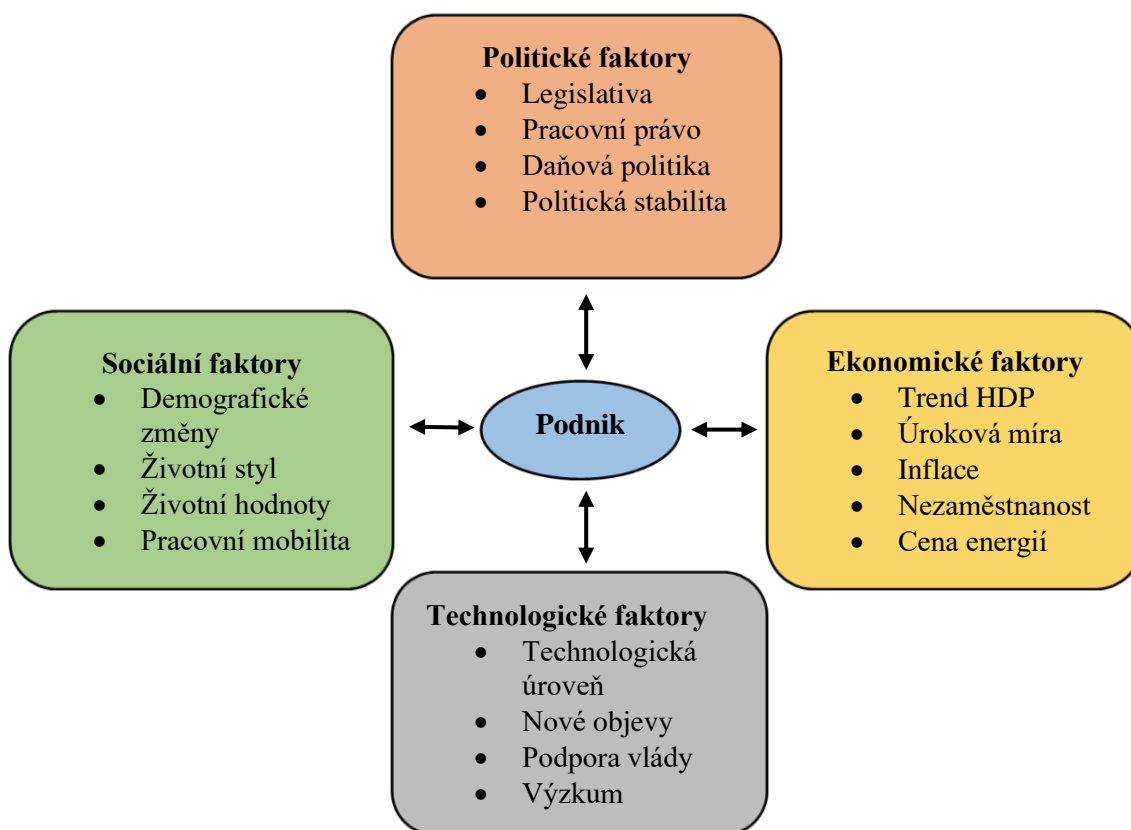 Politické faktory
• Legislativa
• Pracovní právo
• Daňová politika
• Politická stabilita
Sociální faktory
• Demografické
změny
• Životní styl
• Životní hodnoty
• Pracovní mobilita
Podnik
Ekonomické faktory
• Trend HDP
• Úroková míra
• Inflace
• Nezaměstnanost
• Cena energií
Technologické faktory
• Technologická
úroveň
• Nové objevy
• Podpora vlády
• Výzkum